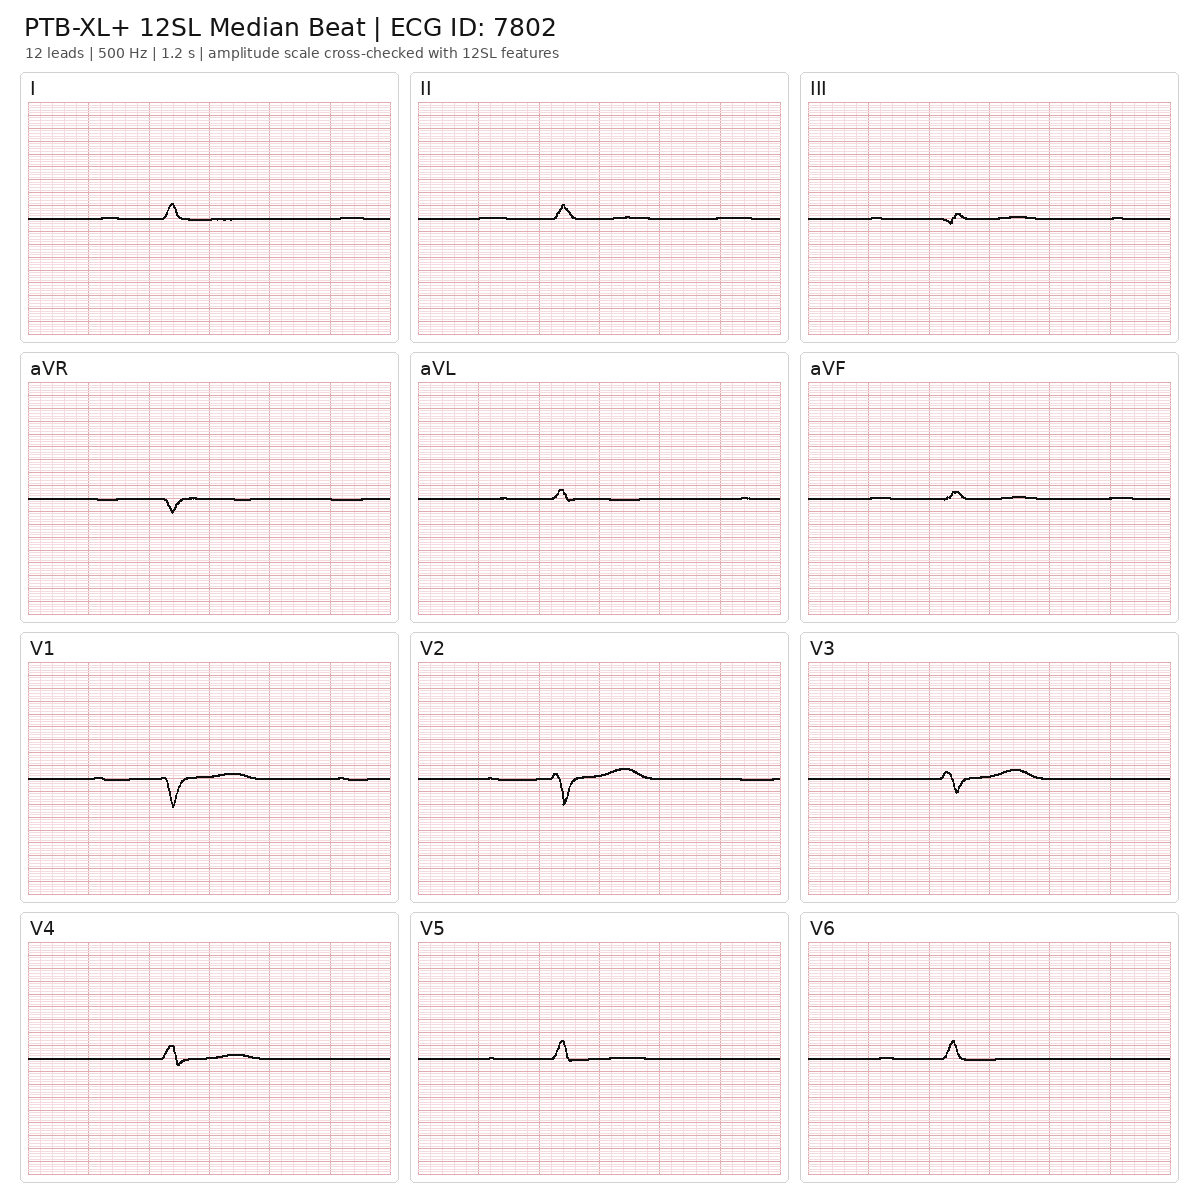 PTB-XL+ 12SL Median Beat | ECG ID: 7802
12 leads | 500 Hz | 1.2 s | amplitude scale cross-checked with 12SL features
I
II
III
aVR
aVL
aVF
V1
V2
V3
V4
V5
V6